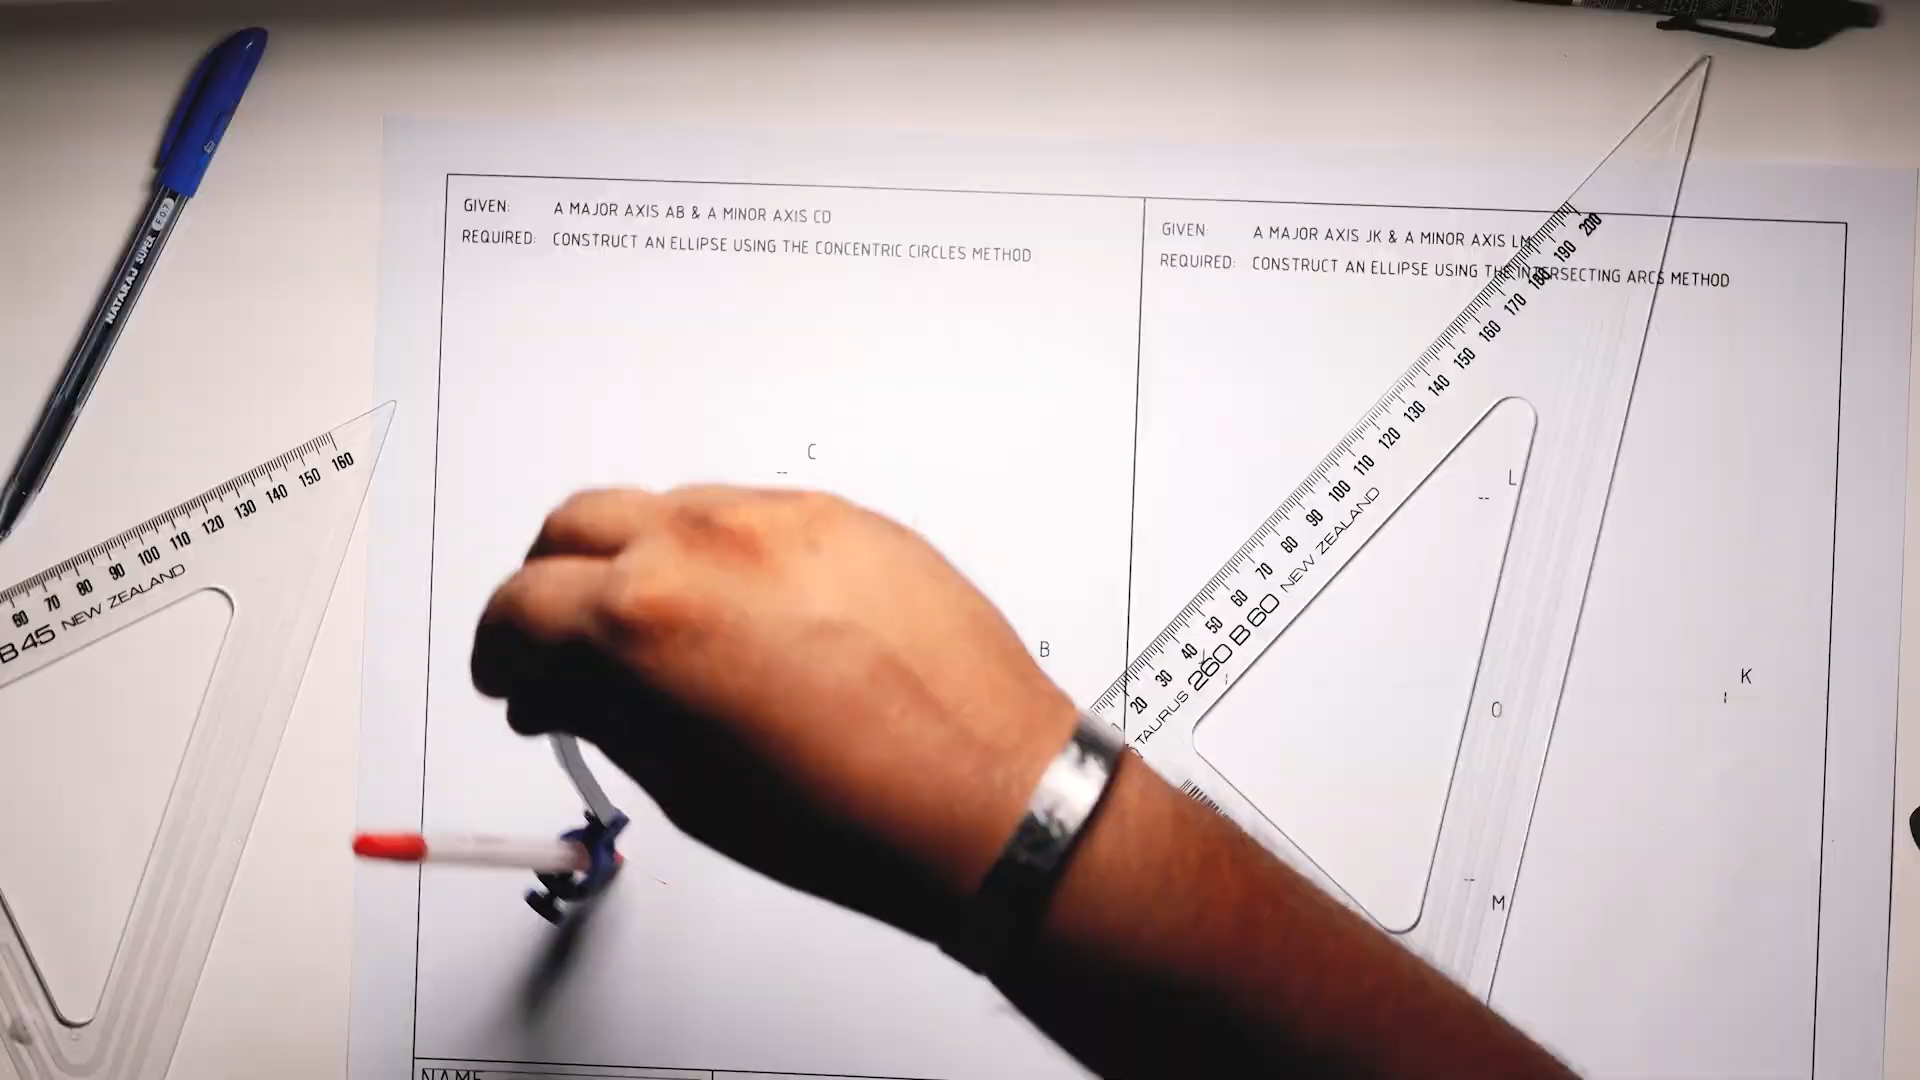 GIVEN: A MAJOR AXIS AB & A MINOR AXIS CD
REQUIRED: CONSTRUCT AN ELLIPSE USING THE CONCENTRIC CIRCLES METHOD
C
B
GIVEN: A MAJOR AXIS JK & A MINOR AXIS LM
REQUIRED: CONSTRUCT AN ELLIPSE USING THE INTERSECTING ARCS METHOD
L
K
O
M
NAME
NATARAJ SUPER F 0.7
60 70 80 90 100 110 120 130 140 150 160
B45 NEW ZEALAND
20 30 40 50 60 70 80 90 100 110 120 130 140 150 160 170 180 190 200
TAURUS 260 B 60 NEW ZEALAND